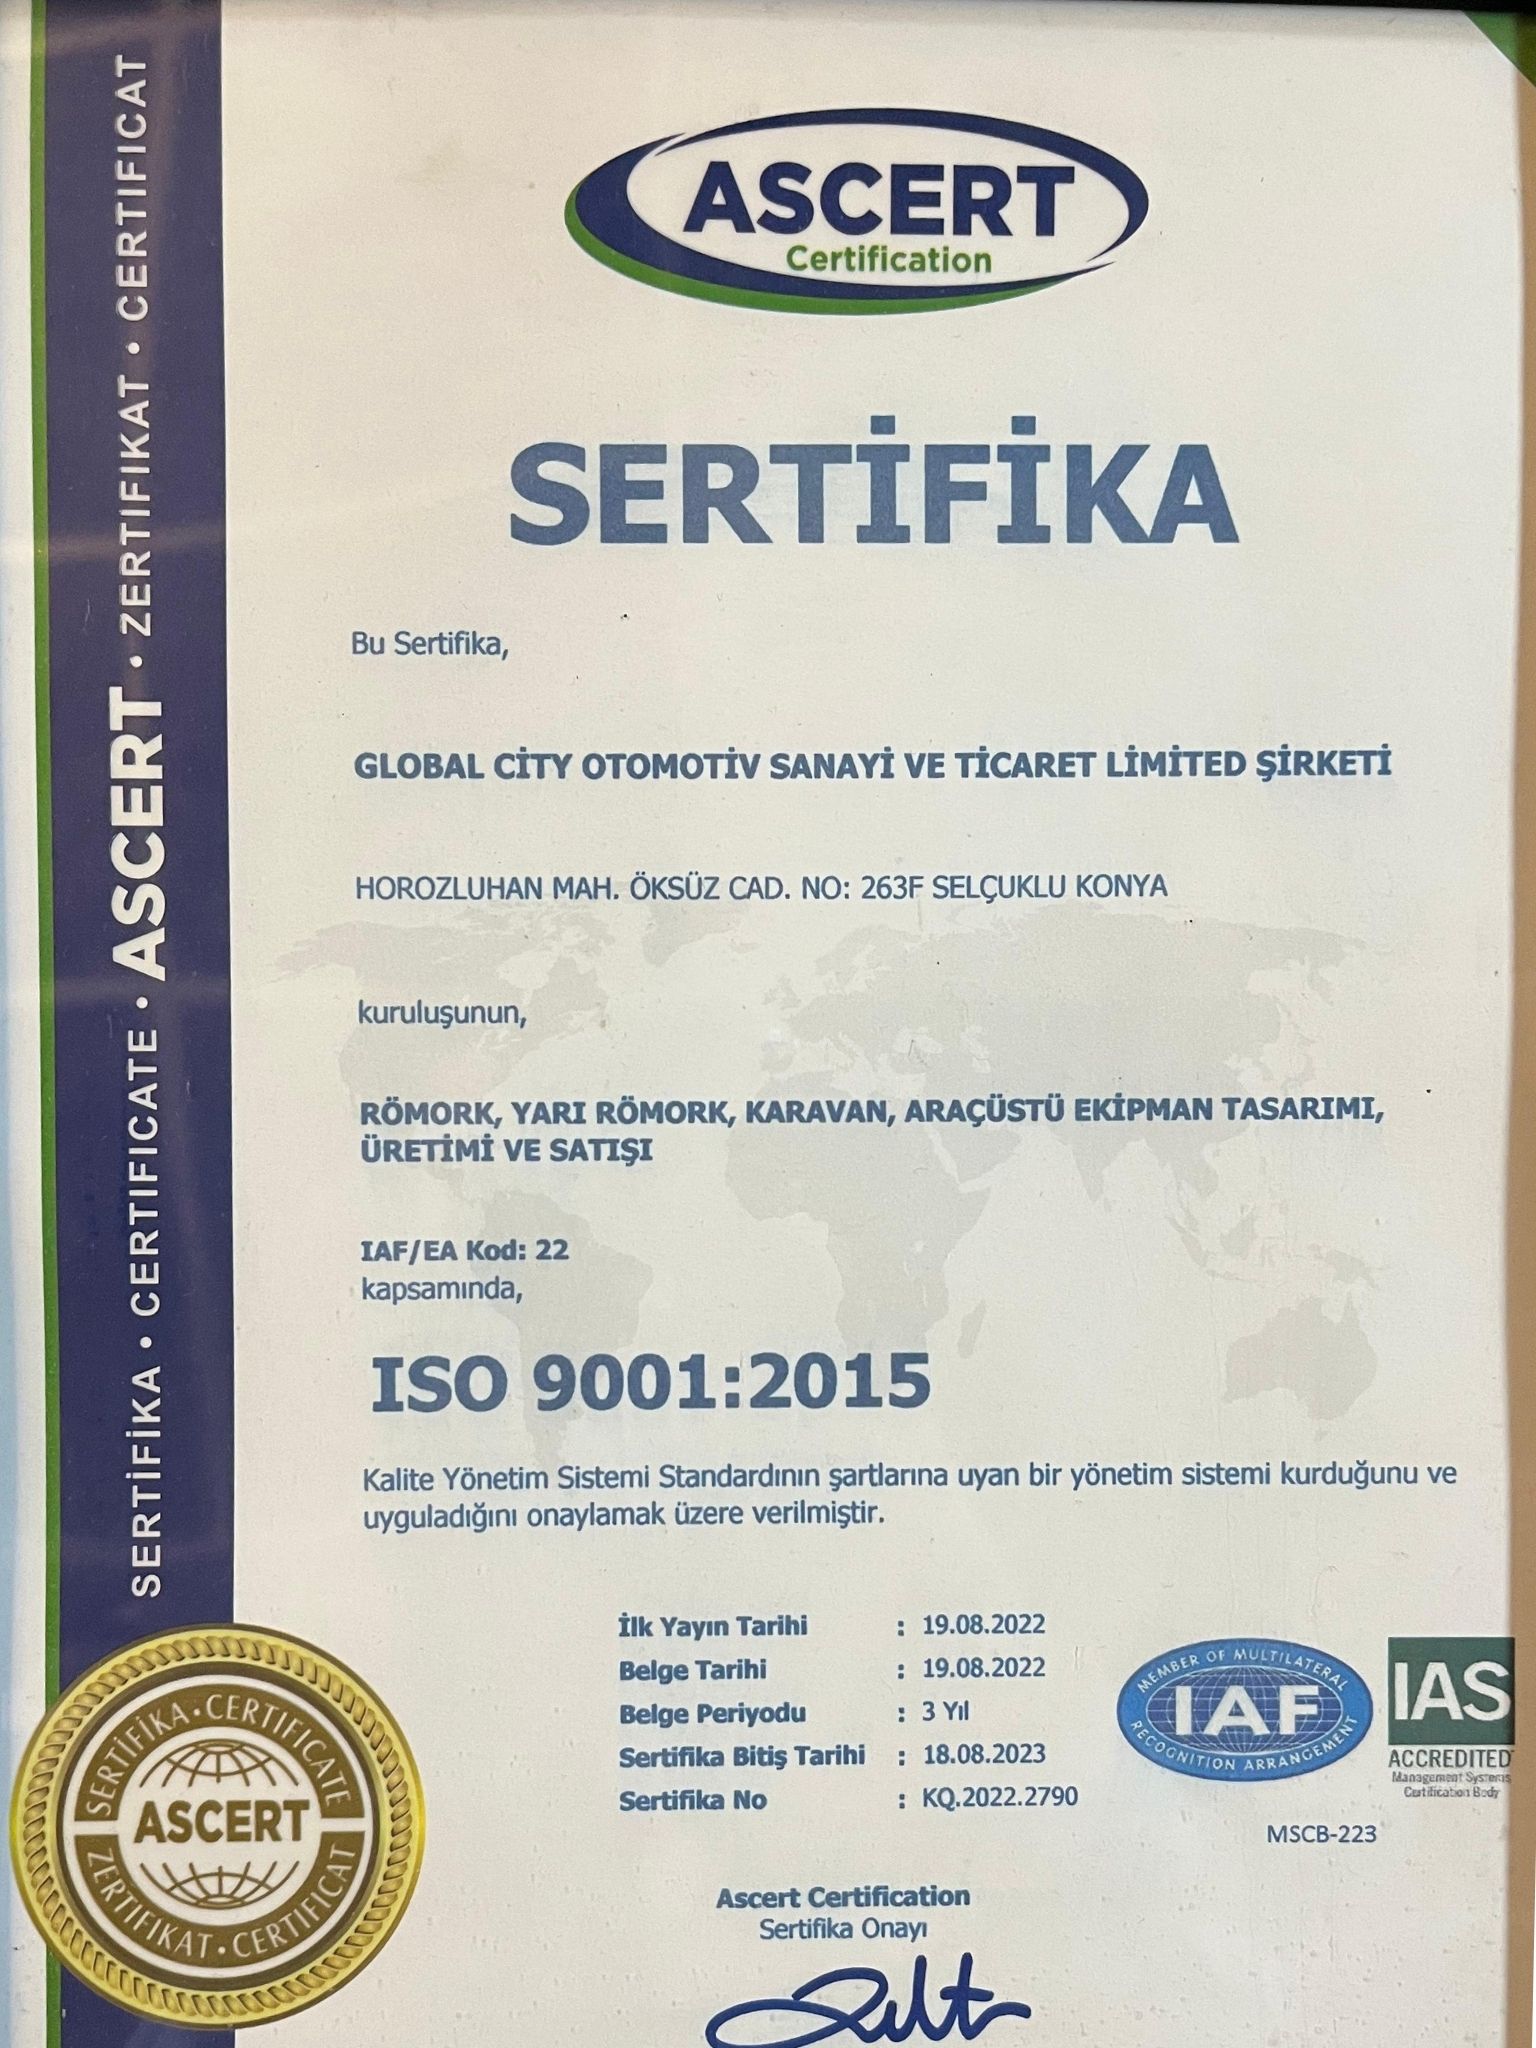 ASCERT
Certification
SERTİFİKA • CERTIFICATE • ASCERT • ZERTIFIKAT • CERTIFICAT
SERTİFİKA
Bu Sertifika,
GLOBAL CİTY OTOMOTİV SANAYİ VE TİCARET LİMİTED ŞİRKETİ
HOROZLUHAN MAH. ÖKSÜZ CAD. NO: 263F SELÇUKLU KONYA
kuruluşunun,
RÖMORK, YARI RÖMORK, KARAVAN, ARAÇÜSTÜ EKİPMAN TASARIMI,
ÜRETİMİ VE SATIŞI
IAF/EA Kod: 22
kapsamında,
ISO 9001:2015
Kalite Yönetim Sistemi Standardının şartlarına uyan bir yönetim sistemi kurduğunu ve
uyguladığını onaylamak üzere verilmiştir.
İlk Yayın Tarihi : 19.08.2022
Belge Tarihi : 19.08.2022
Belge Periyodu : 3 Yıl
Sertifika Bitiş Tarihi : 18.08.2023
Sertifika No : KQ.2022.2790
MEMBER OF MULTILATERAL
IAF
RECOGNITION ARRANGEMENT
IAS
ACCREDITED
Management Systems
Certification Body
MSCB-223
SERTİFİKA • CERTIFICATE
ASCERT
ZERTIFIKAT • CERTIFICAT
Ascert Certification
Sertifika Onayı